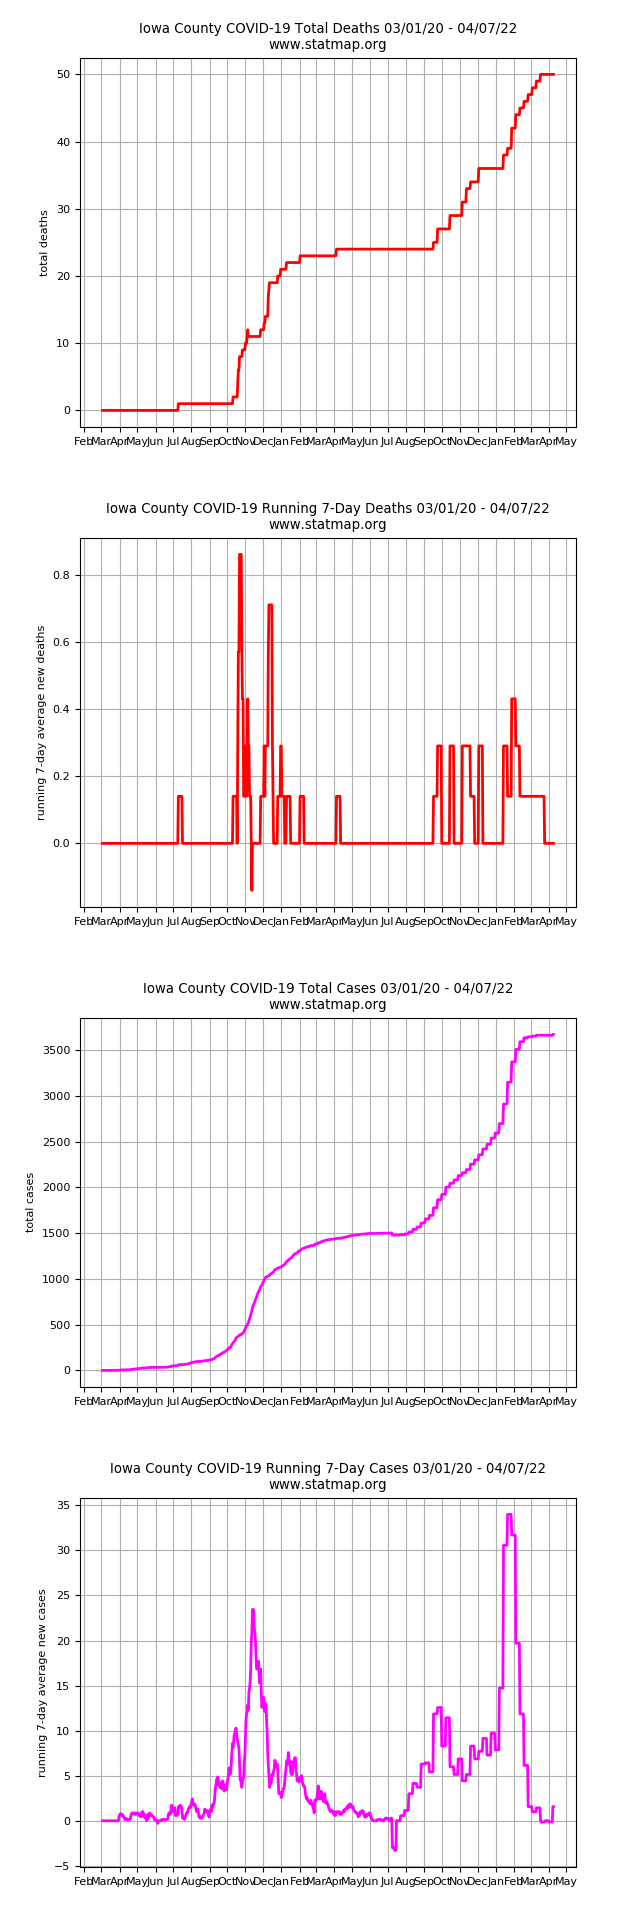 Iowa County COVID-19 Total Deaths 03/01/20 - 04/07/22
www.statmap.org
50
40
30
20
10
0
total deaths
Feb Mar Apr May Jun Jul Aug Sep Oct Nov Dec Jan Feb Mar Apr May Jun Jul Aug Sep Oct Nov Dec Jan Feb Mar Apr May
Iowa County COVID-19 Running 7-Day Deaths 03/01/20 - 04/07/22
www.statmap.org
0.8
0.6
0.4
0.2
0.0
running 7-day average new deaths
Feb Mar Apr May Jun Jul Aug Sep Oct Nov Dec Jan Feb Mar Apr May Jun Jul Aug Sep Oct Nov Dec Jan Feb Mar Apr May
Iowa County COVID-19 Total Cases 03/01/20 - 04/07/22
www.statmap.org
3500
3000
2500
2000
1500
1000
500
0
total cases
Feb Mar Apr May Jun Jul Aug Sep Oct Nov Dec Jan Feb Mar Apr May Jun Jul Aug Sep Oct Nov Dec Jan Feb Mar Apr May
Iowa County COVID-19 Running 7-Day Cases 03/01/20 - 04/07/22
www.statmap.org
35
30
25
20
15
10
5
0
−5
running 7-day average new cases
Feb Mar Apr May Jun Jul Aug Sep Oct Nov Dec Jan Feb Mar Apr May Jun Jul Aug Sep Oct Nov Dec Jan Feb Mar Apr May